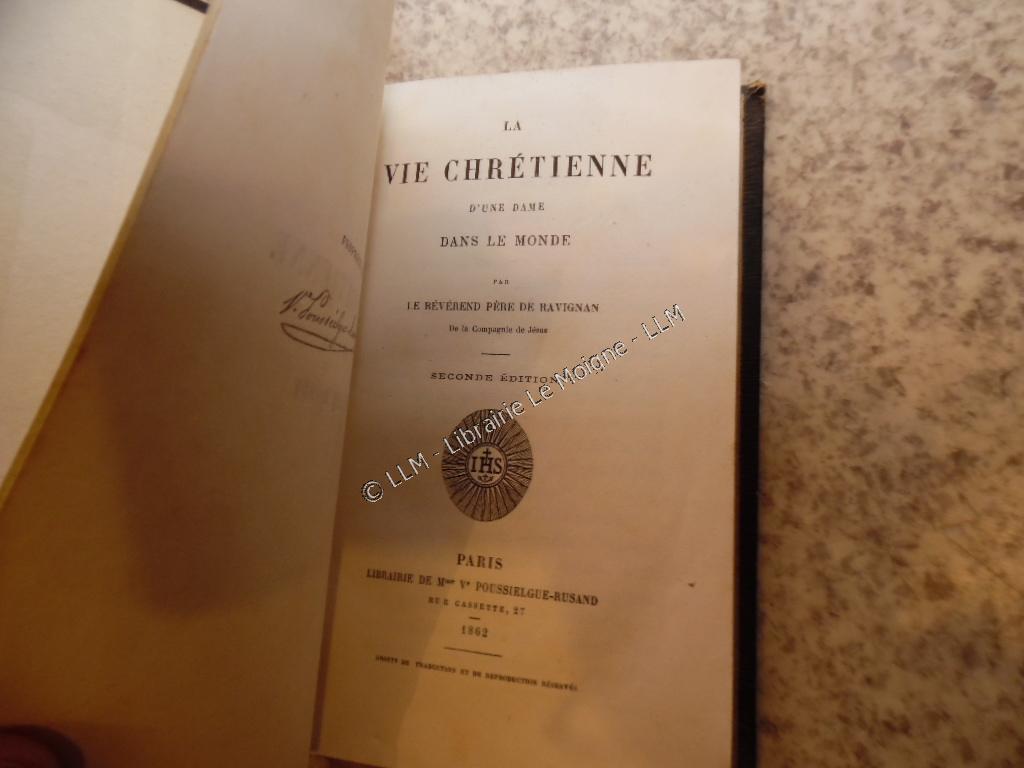 LA
VIE CHRÉTIENNE
D'UNE DAME
DANS LE MONDE
PAR
LE RÉVÉREND PÈRE DE RAVIGNAN
De la Compagnie de Jésus
SECONDE ÉDITION
© LLM - Librairie Le Moigne - LLM
IHS
PARIS
LIBRAIRIE DE Mme Ve POUSSIELGUE-RUSAND
RUE CASSETTE, 27
1862
DROITS DE TRADUCTION ET DE REPRODUCTION RÉSERVÉS